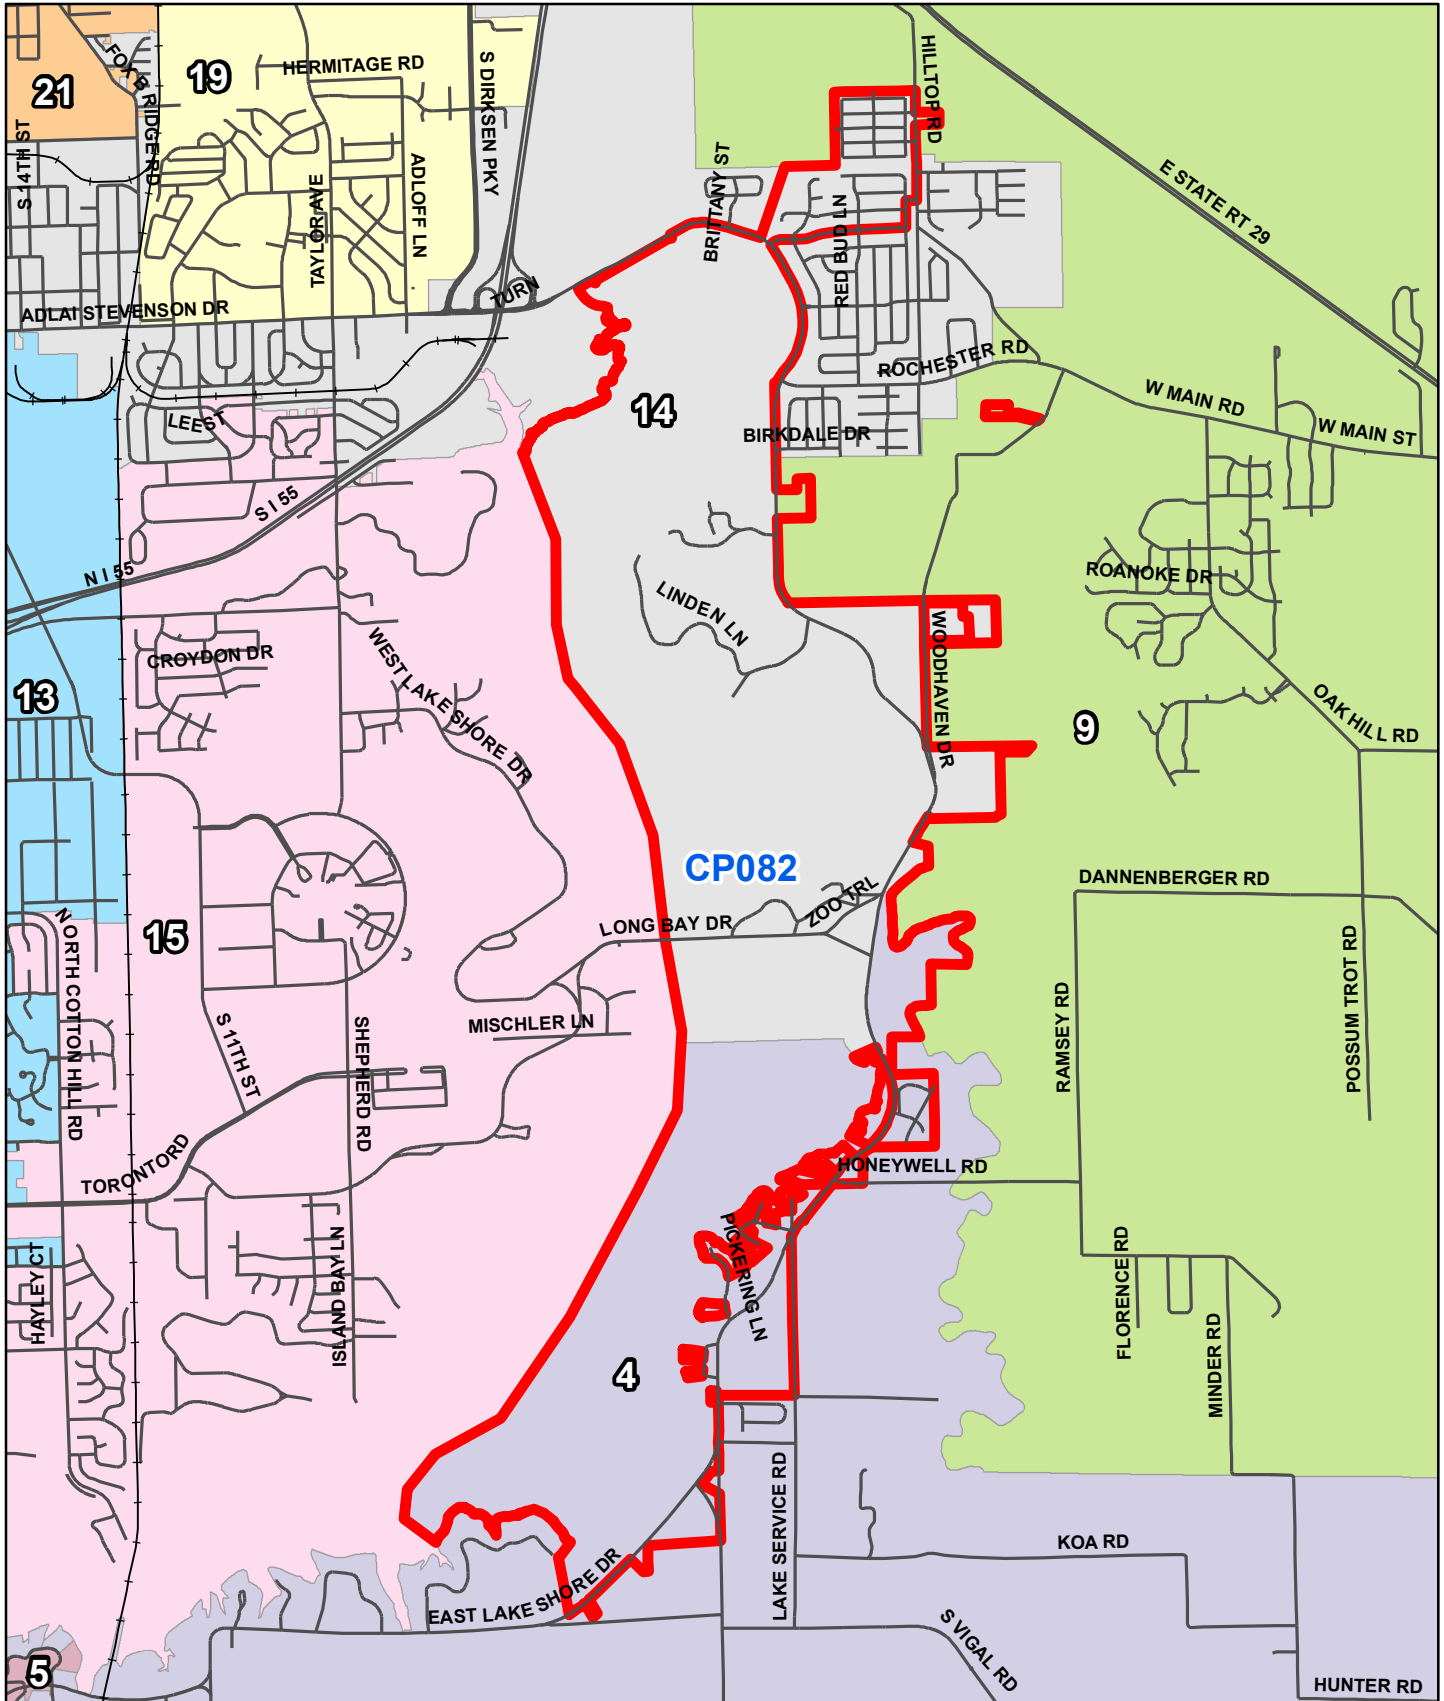 21
19
FOX B RIDGE RD
HERMITAGE RD
S DIRKSEN PKY
HILLTOP RD
S 14TH ST
TAYLOR AVE
ADLOFF LN
BRITTANY ST
RED BUD LN
E STATE RT 29
TURN
ADLAI STEVENSON DR
ROCHESTER RD
W MAIN RD
W MAIN ST
LEEST
14
BIRKDALE DR
S I 55
N I 55
ROANOKE DR
LINDEN LN
CROYDON DR
WEST LAKE SHORE DR
WOODHAVEN DR
13
9
OAK HILL RD
CP082
DANNENBERGER RD
ZOO TRL
LONG BAY DR
15
NORTH COTTON HILL RD
POSSUM TROT RD
RAMSEY RD
MISCHLER LN
S 11TH ST
SHEPHERD RD
HONEYWELL RD
TORONTORD
PICKERING LN
HAYLEY CT
ISLAND BAY LN
FLORENCE RD
MINDER RD
4
LAKE SERVICE RD
KOA RD
EAST LAKE SHORE DR
S VIGAL RD
5
HUNTER RD